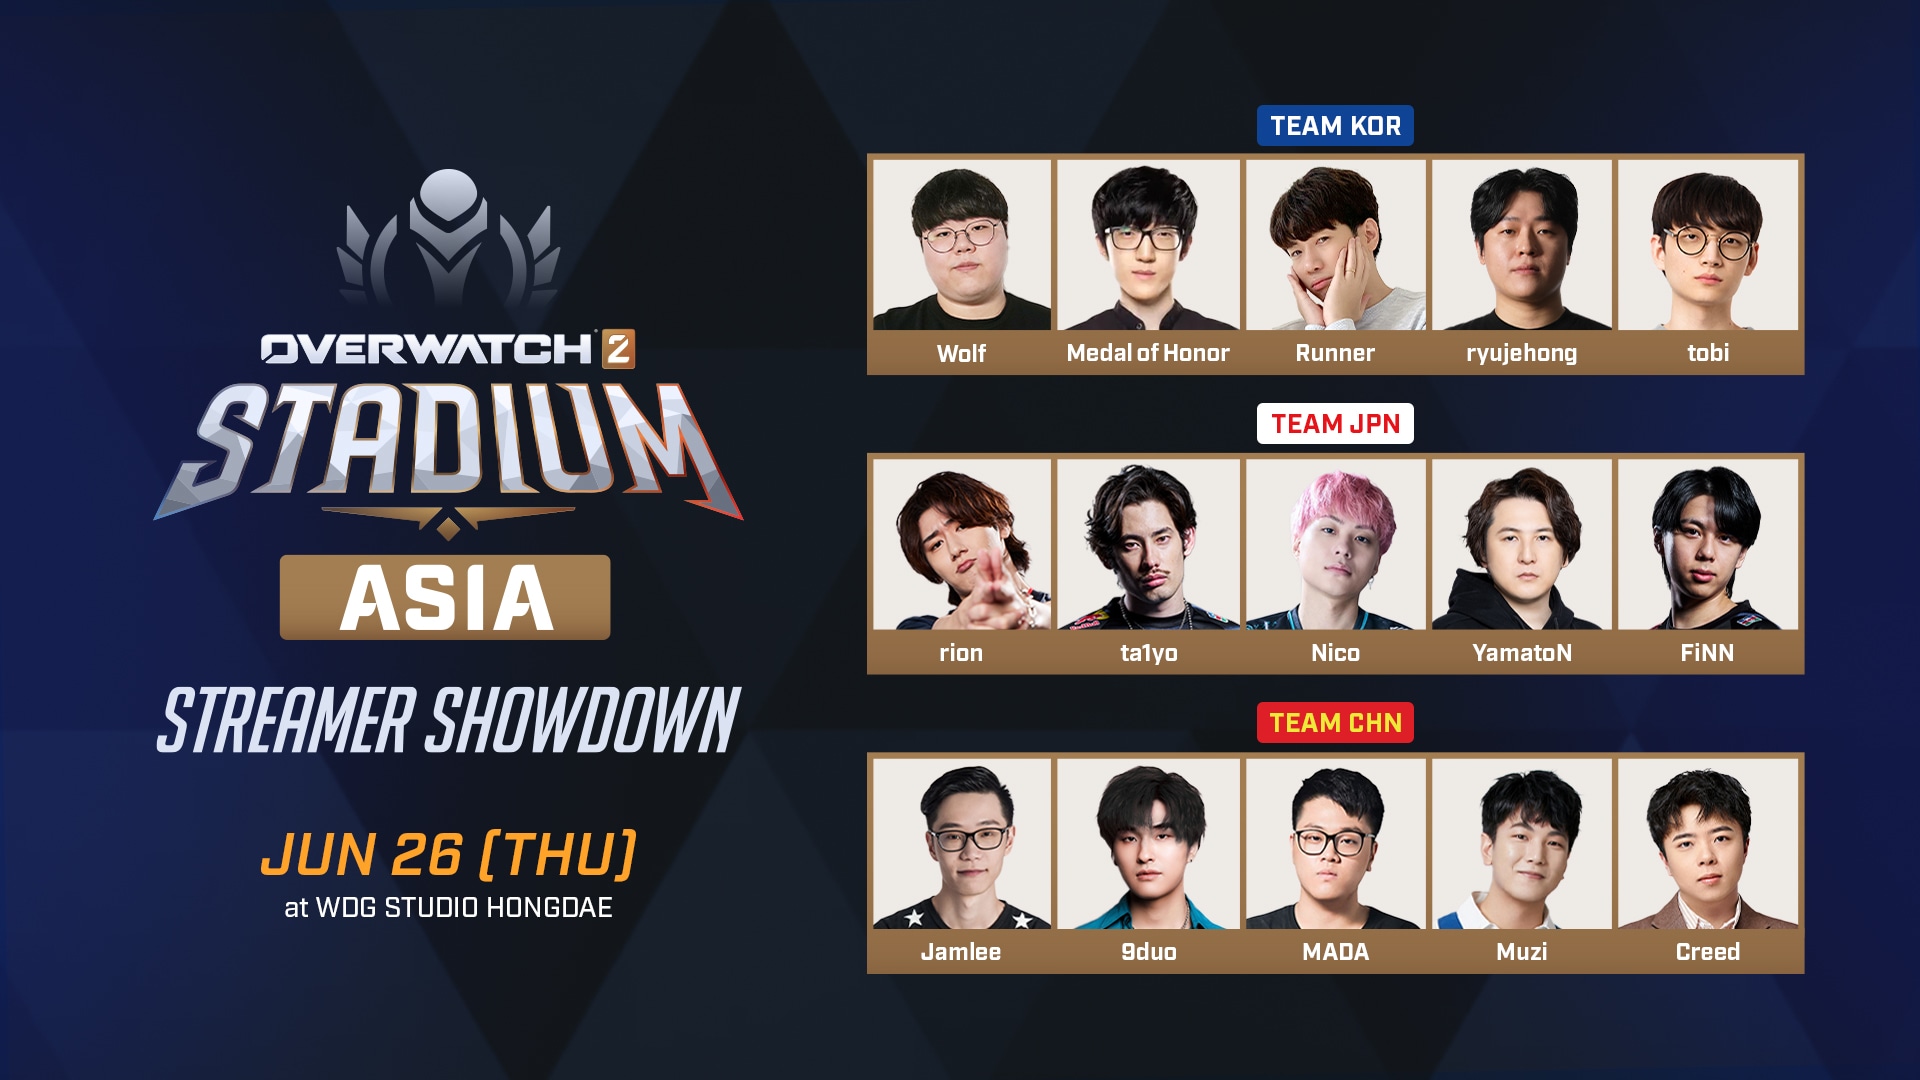 OVERWATCH 2
STADIUM
ASIA
STREAMER SHOWDOWN
JUN 26 (THU)
at WDG STUDIO HONGDAE
TEAM KOR
Wolf
Medal of Honor
Runner
ryujehong
tobi
TEAM JPN
rion
ta1yo
Nico
YamatoN
FiNN
TEAM CHN
Jamlee
9duo
MADA
Muzi
Creed